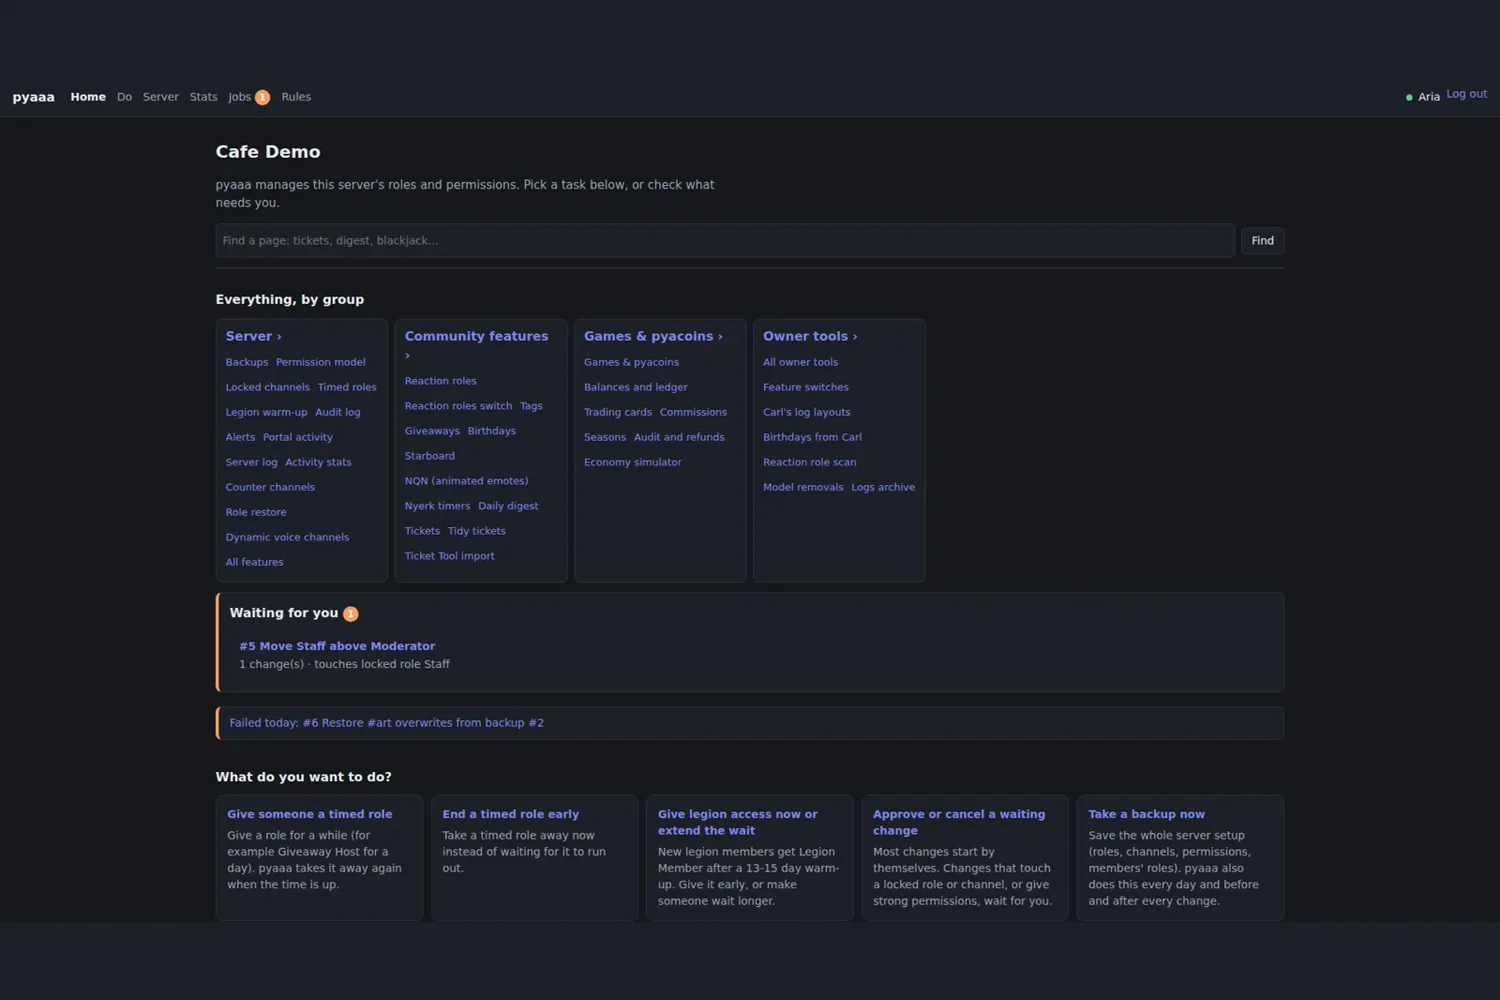 pyaaa Home Do Server Stats Jobs 1 Rules Aria Log out
Cafe Demo
pyaaa manages this server's roles and permissions. Pick a task below, or check what
needs you.
Find a page: tickets, digest, blackjack... Find
Everything, by group
Server ›
Backups Permission model
Locked channels Timed roles
Legion warm-up Audit log
Alerts Portal activity
Server log Activity stats
Counter channels
Role restore
Dynamic voice channels
All features
Community features
›
Reaction roles
Reaction roles switch Tags
Giveaways Birthdays
Starboard
NQN (animated emotes)
Nyerk timers Daily digest
Tickets Tidy tickets
Ticket Tool import
Games & pyacoins ›
Games & pyacoins
Balances and ledger
Trading cards Commissions
Seasons Audit and refunds
Economy simulator
Owner tools ›
All owner tools
Feature switches
Carl's log layouts
Birthdays from Carl
Reaction role scan
Model removals Logs archive
Waiting for you 1
#5 Move Staff above Moderator
1 change(s) · touches locked role Staff
Failed today: #6 Restore #art overwrites from backup #2
What do you want to do?
Give someone a timed role
Give a role for a while (for
example Giveaway Host for a
day). pyaaa takes it away again
when the time is up.
End a timed role early
Take a timed role away now
instead of waiting for it to run
out.
Give legion access now or
extend the wait
New legion members get Legion
Member after a 13-15 day warm-
up. Give it early, or make
someone wait longer.
Approve or cancel a waiting
change
Most changes start by
themselves. Changes that touch
a locked role or channel, or give
strong permissions, wait for you.
Take a backup now
Save the whole server setup
(roles, channels, permissions,
members' roles). pyaaa also
does this every day and before
and after every change.